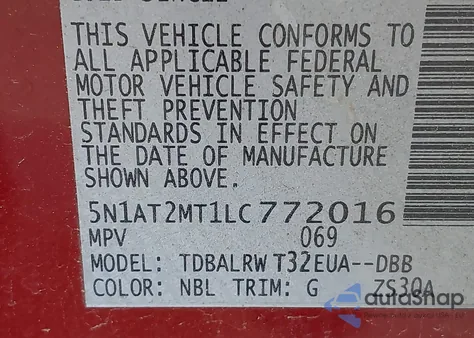 THIS VEHICLE CONFORMS TO
ALL APPLICABLE FEDERAL
MOTOR VEHICLE SAFETY AND
THEFT PREVENTION
STANDARDS IN EFFECT ON
THE DATE OF MANUFACTURE
SHOWN ABOVE.
5N1AT2MT1LC772016
MPV 069
MODEL: TDBALRW T32EUA--DBB
COLOR: NBL TRIM: G ZS30A
autosnap